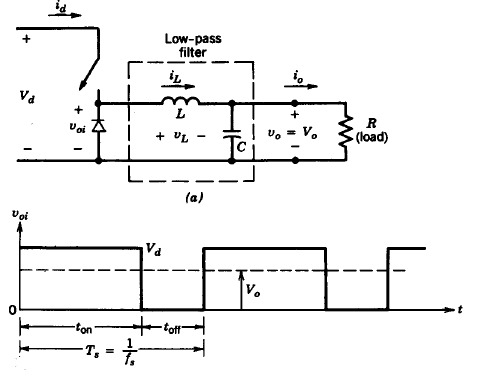 i_d
+
Low-pass
filter
i_L
i_o
V_d
+
v_oi
L
+ v_L −
C
+
v_o = V_o
R
(load)
−
−
−
(a)
v_oi
V_d
V_o
0
t
t_on
t_off
T_s = 1/f_s